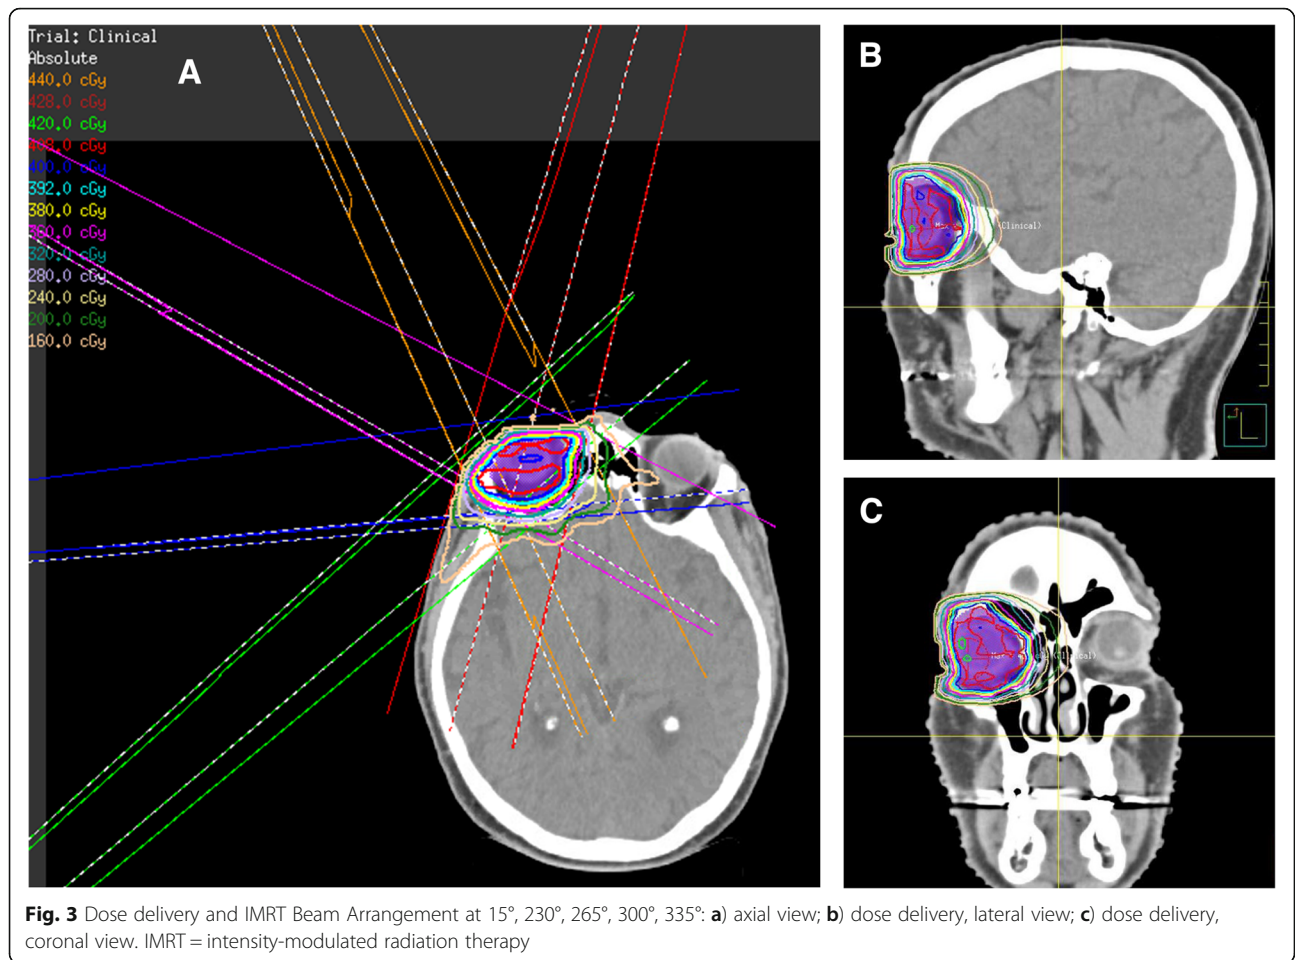 Trial: Clinical
Absolute
A
440.0 cGy
428.0 cGy
420.0 cGy
408.0 cGy
400.0 cGy
392.0 cGy
380.0 cGy
360.0 cGy
320.0 cGy
280.0 cGy
240.0 cGy
200.0 cGy
160.0 cGy
B
Clinical)
C
(Clinical)
Fig. 3 Dose delivery and IMRT Beam Arrangement at 15°, 230°, 265°, 300°, 335°: a) axial view; b) dose delivery, lateral view; c) dose delivery,
coronal view. IMRT = intensity-modulated radiation therapy